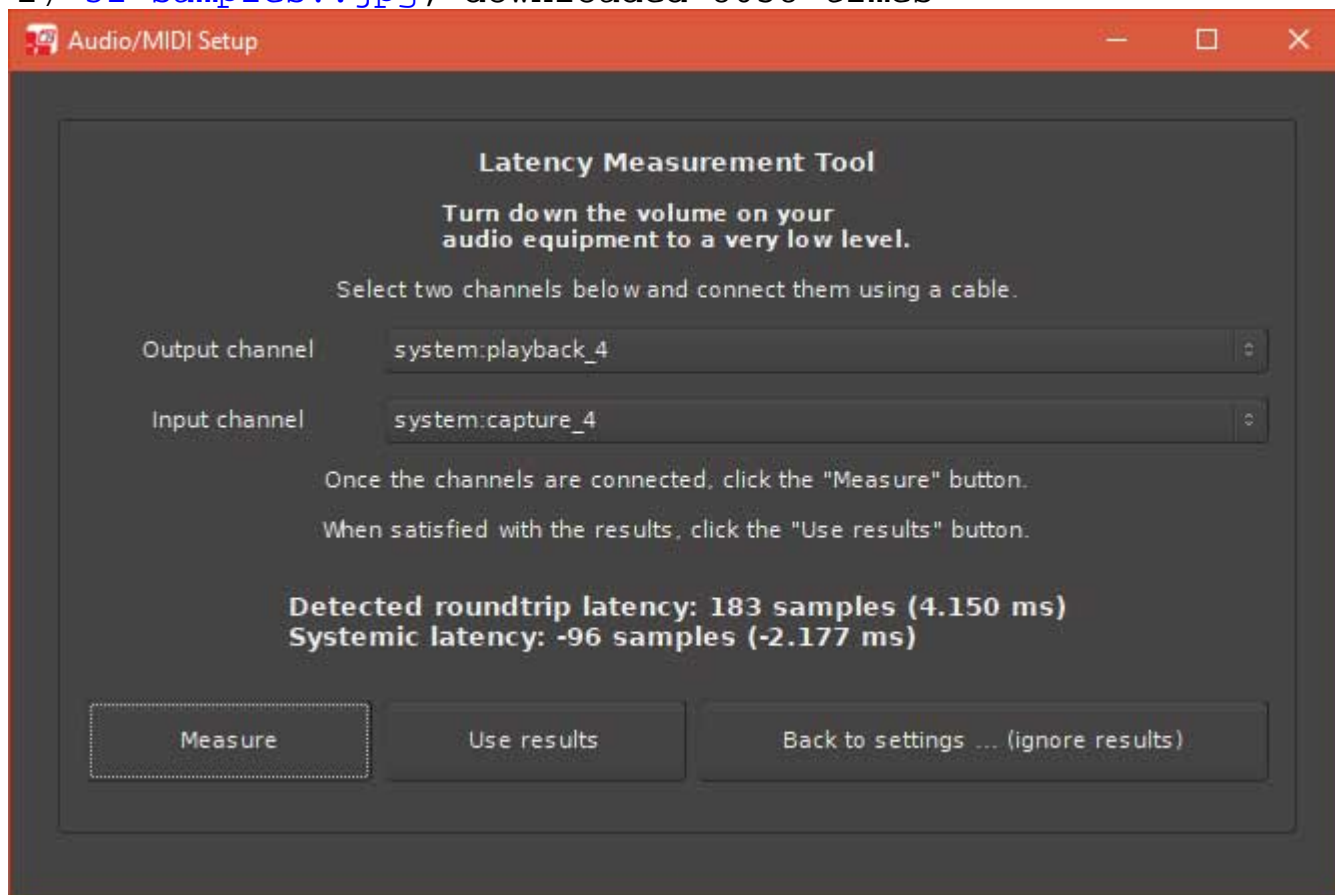 Audio/MIDI Setup
Latency Measurement Tool
Turn down the volume on your
audio equipment to a very low level.
Select two channels below and connect them using a cable.
Output channel system:playback_4
Input channel system:capture_4
Once the channels are connected, click the "Measure" button.
When satisfied with the results, click the "Use results" button.
Detected roundtrip latency: 183 samples (4.150 ms)
Systemic latency: -96 samples (-2.177 ms)
Measure Use results Back to settings ... (ignore results)